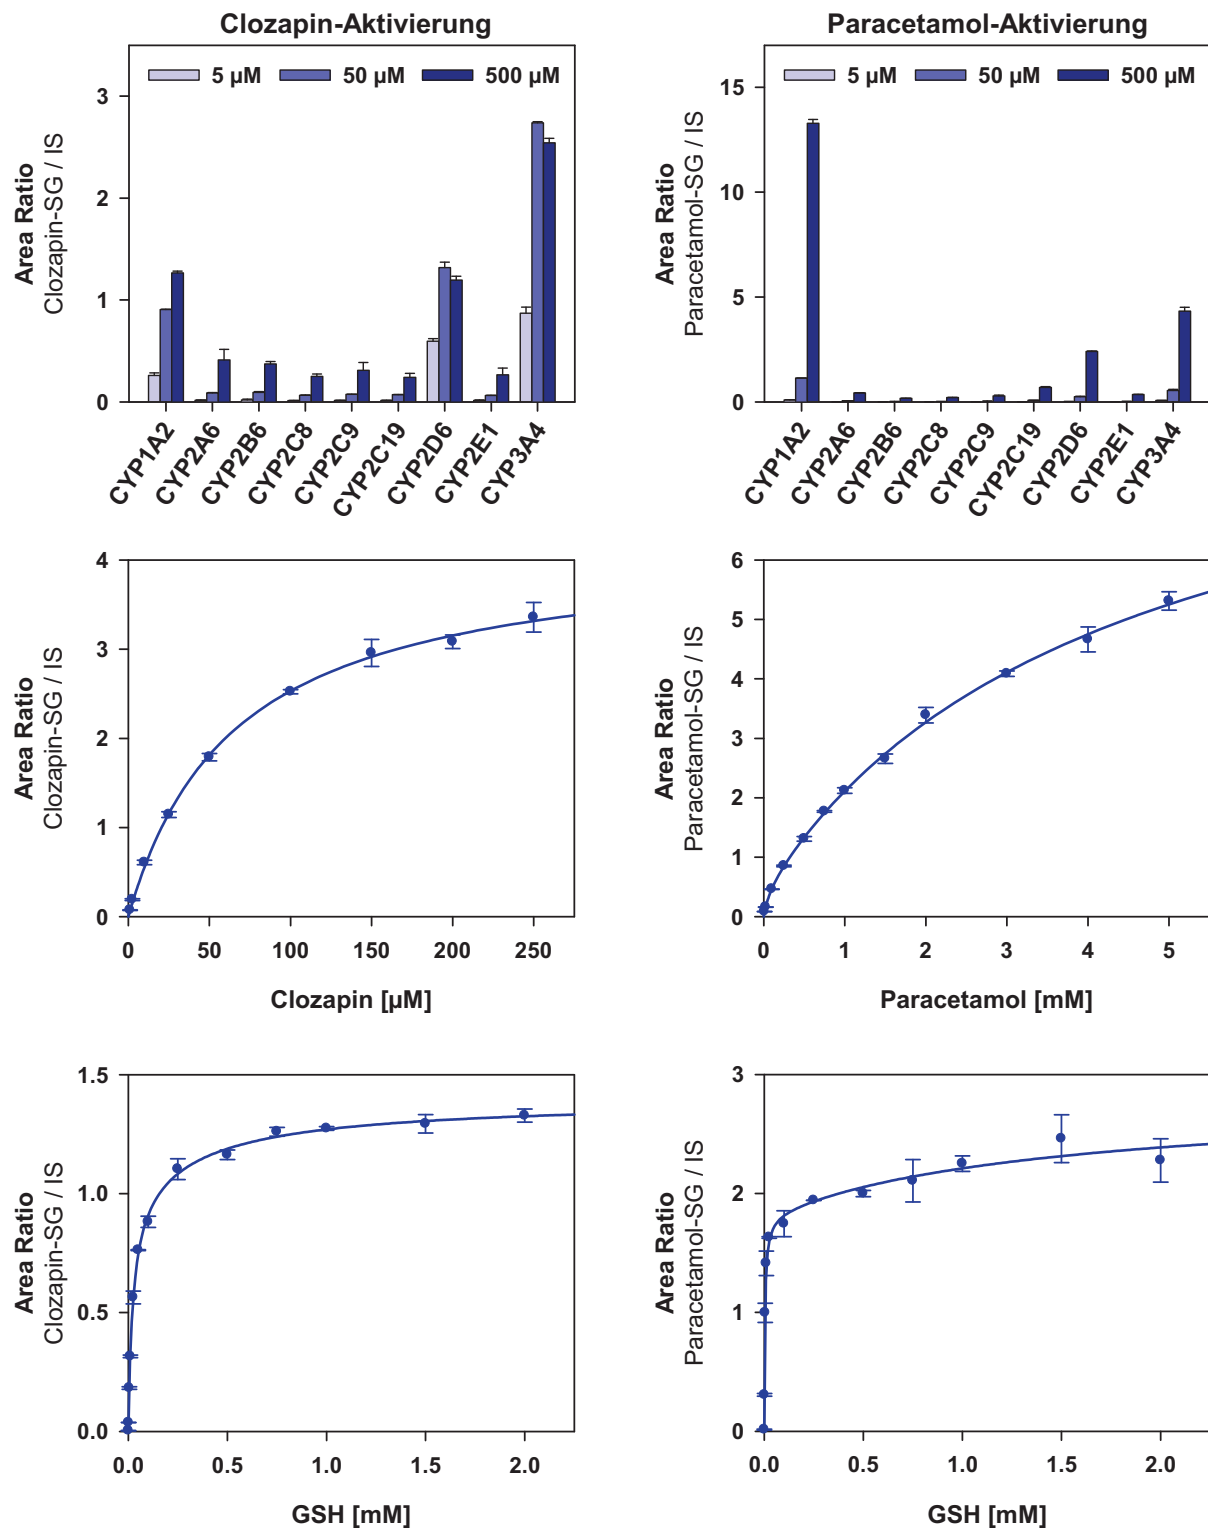 Clozapin-Aktivierung
5 µM 50 µM 500 µM
Area Ratio
Clozapin-SG / IS
3
2
1
0
CYP1A2 CYP2A6 CYP2B6 CYP2C8 CYP2C9 CYP2C19 CYP2D6 CYP2E1 CYP3A4
Paracetamol-Aktivierung
5 µM 50 µM 500 µM
Area Ratio
Paracetamol-SG / IS
15
10
5
0
CYP1A2 CYP2A6 CYP2B6 CYP2C8 CYP2C9 CYP2C19 CYP2D6 CYP2E1 CYP3A4
Area Ratio
Clozapin-SG / IS
4
3
2
1
0
0 50 100 150 200 250
Clozapin [µM]
Area Ratio
Paracetamol-SG / IS
6
5
4
3
2
1
0
0 1 2 3 4 5
Paracetamol [mM]
Area Ratio
Clozapin-SG / IS
1.5
1.0
0.5
0.0
0.0 0.5 1.0 1.5 2.0
GSH [mM]
Area Ratio
Paracetamol-SG / IS
3
2
1
0
0.0 0.5 1.0 1.5 2.0
GSH [mM]